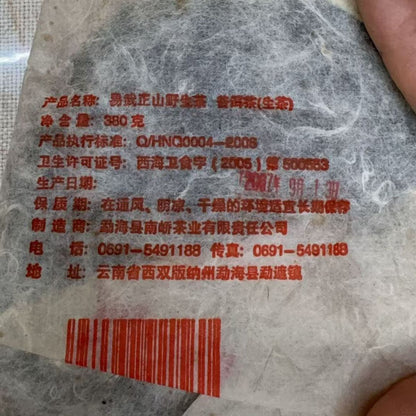 产品名称: 易武正山野生茶 普洱茶(生茶)
净含量: 380克
产品执行标准: Q/HNG0004-2006
卫生许可证号: 西海卫食字(2005)第500553
生产日期:
保质期: 在通风、阴凉、干燥的环境适宜长期保存
制造商: 勐海县南峤茶业有限责任公司
电话: 0691-5491188 传真: 0691-5491188
地址: 云南省西双版纳州勐海县勐遮镇